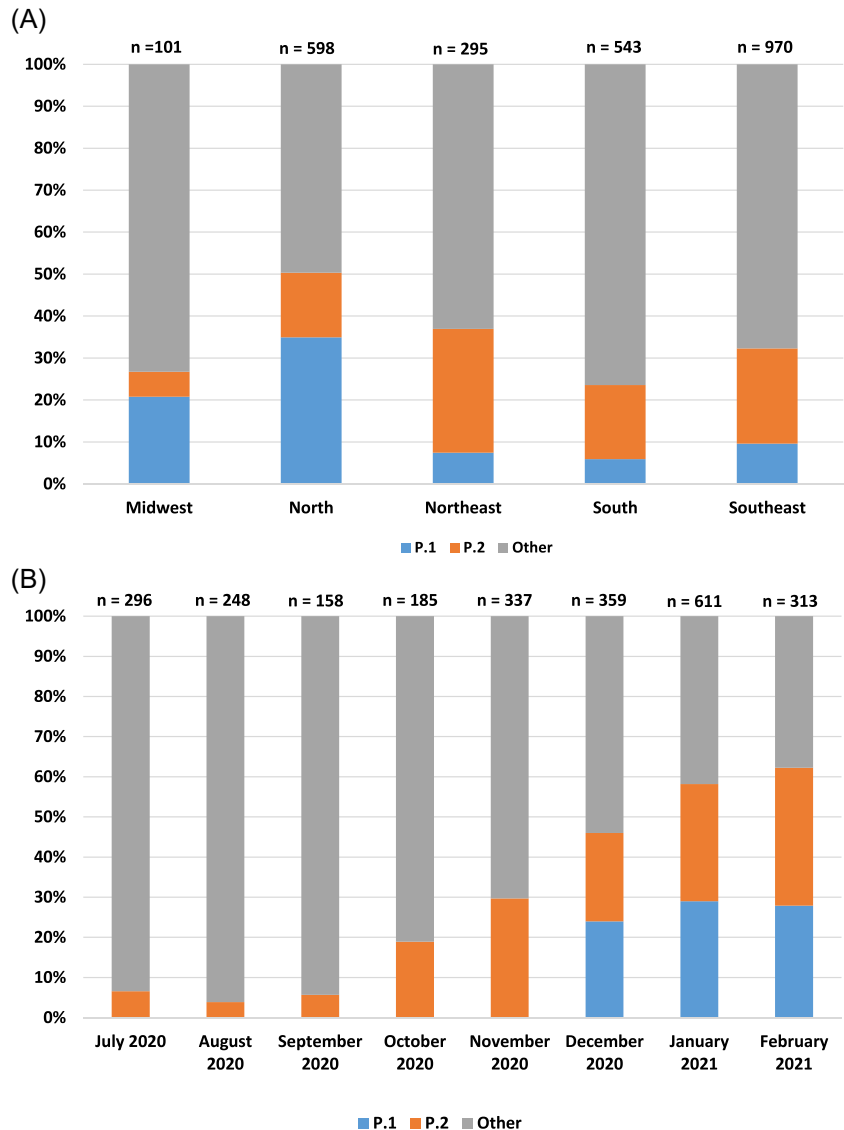 (A)
n =101 n = 598 n = 295 n = 543 n = 970
100%
90%
80%
70%
60%
50%
40%
30%
20%
10%
0%
Midwest North Northeast South Southeast
P.1 P.2 Other
(B)
n = 296 n = 248 n = 158 n = 185 n = 337 n = 359 n = 611 n = 313
100%
90%
80%
70%
60%
50%
40%
30%
20%
10%
0%
July 2020 August September October November December January February
2020 2020 2020 2020 2020 2021 2021
P.1 P.2 Other